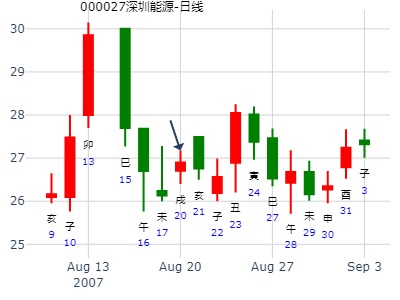 000027深圳能源-日线
30
29
28
27
26
25
亥
9
子
10
卯
13
巳
15
午
16
未
17
戌
20
亥
21
子
22
丑
23
寅
24
巳
27
午
28
未
29
申
30
酉
31
子
3
Aug 13
2007
Aug 20
Aug 27
Sep 3